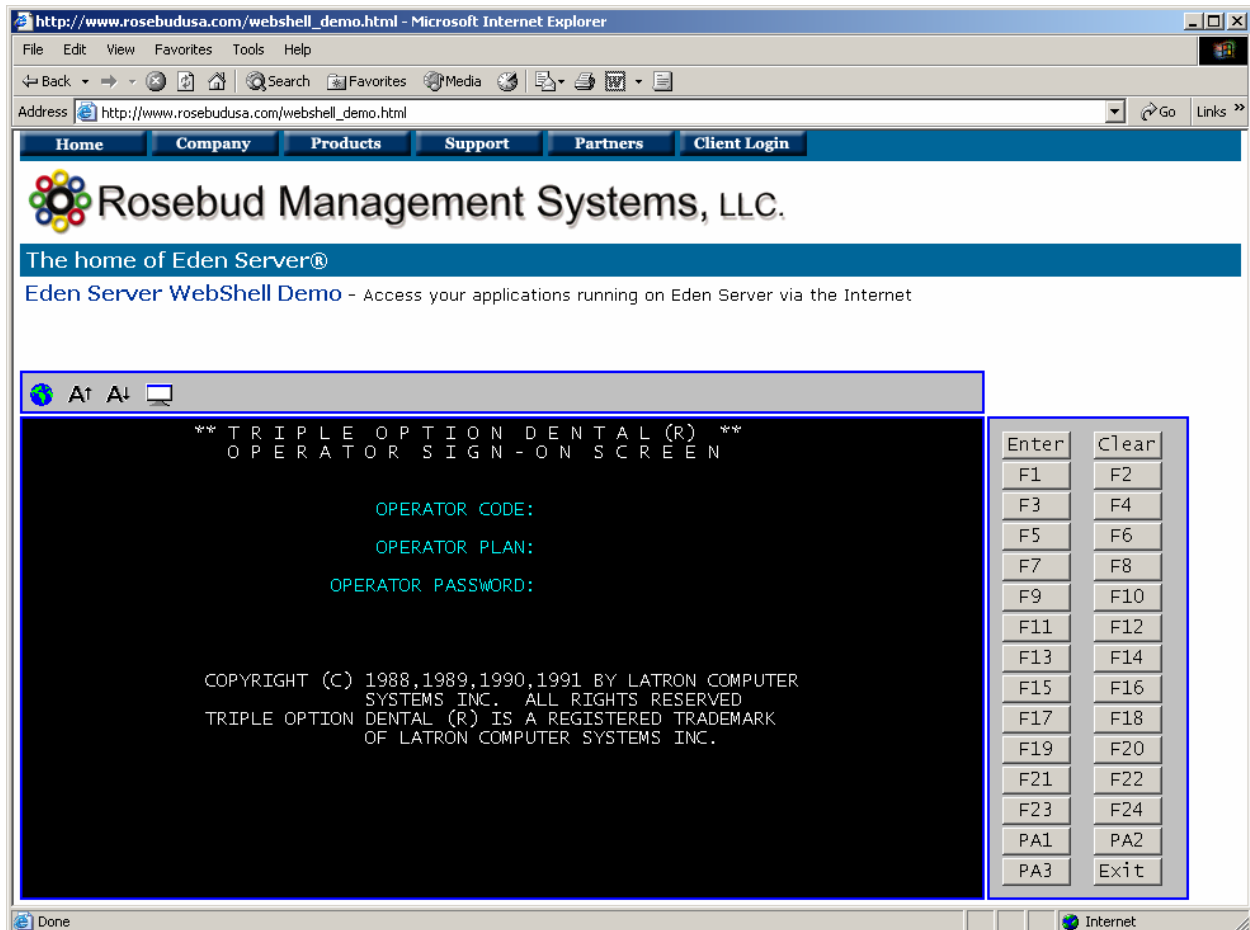 http://www.rosebudusa.com/webshell_demo.html - Microsoft Internet Explorer
File Edit View Favorites Tools Help
Back Search Favorites Media
Address http://www.rosebudusa.com/webshell_demo.html Go Links »
Home Company Products Support Partners Client Login
Rosebud Management Systems, LLC.
The home of Eden Server®
Eden Server WebShell Demo - Access your applications running on Eden Server via the Internet
A↑ A↓
** T R I P L E O P T I O N D E N T A L (R) **
O P E R A T O R S I G N - O N S C R E E N
OPERATOR CODE:
OPERATOR PLAN:
OPERATOR PASSWORD:
COPYRIGHT (C) 1988,1989,1990,1991 BY LATRON COMPUTER
SYSTEMS INC. ALL RIGHTS RESERVED
TRIPLE OPTION DENTAL (R) IS A REGISTERED TRADEMARK
OF LATRON COMPUTER SYSTEMS INC.
Enter Clear
F1 F2
F3 F4
F5 F6
F7 F8
F9 F10
F11 F12
F13 F14
F15 F16
F17 F18
F19 F20
F21 F22
F23 F24
PA1 PA2
PA3 Exit
Done Internet